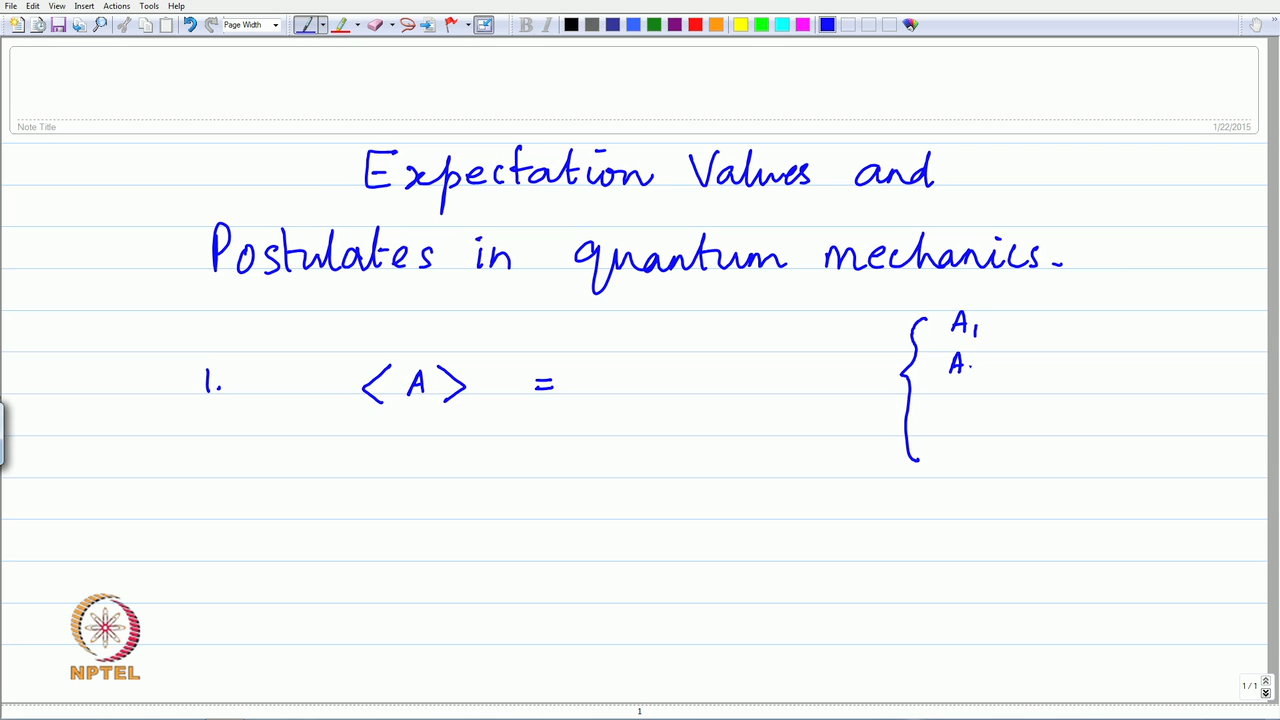 File Edit View Insert Actions Tools Help
Page Width
B I
Note Title
1/22/2015
Expectation Values and
Postulates in quantum mechanics.
1. < A > =
A1
A.
NPTEL
1/1
1